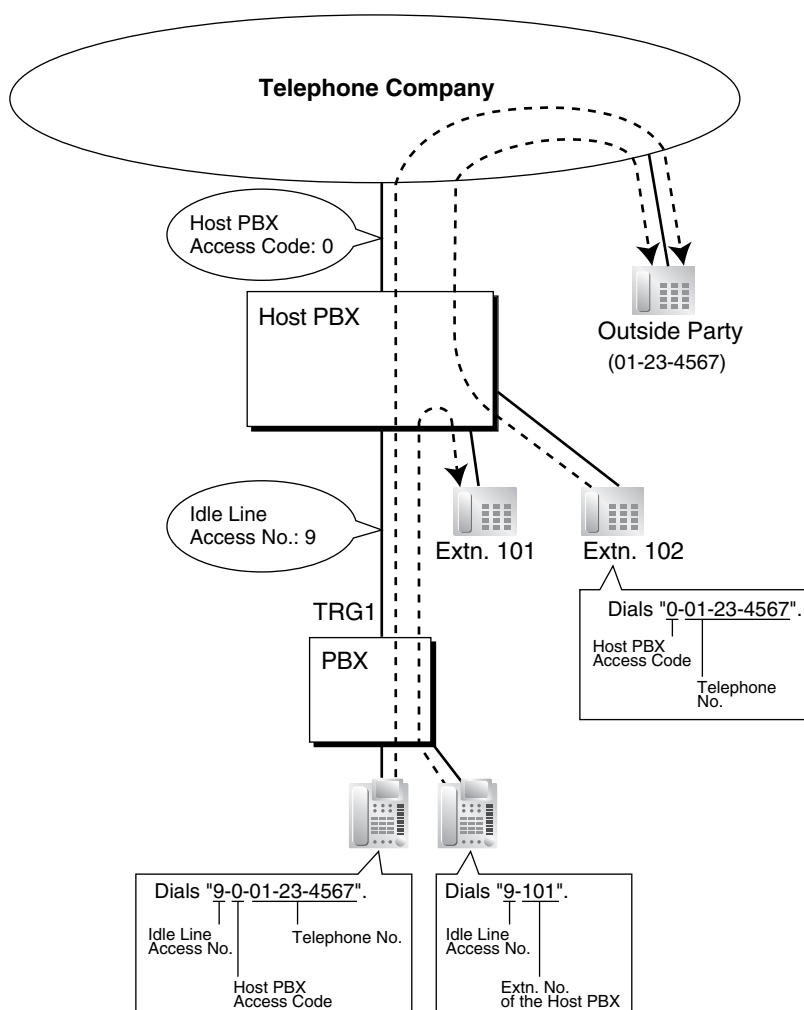 Telephone Company
Host PBX
Access Code: 0
Host PBX
Outside Party
(01-23-4567)
Idle Line
Access No.: 9
Extn. 101
Extn. 102
Dials "0-01-23-4567".
Host PBX
Access Code
Telephone
No.
TRG1
PBX
Dials "9-0-01-23-4567".
Idle Line
Access No.
Telephone No.
Host PBX
Access Code
Dials "9-101".
Idle Line
Access No.
Extn. No.
of the Host PBX